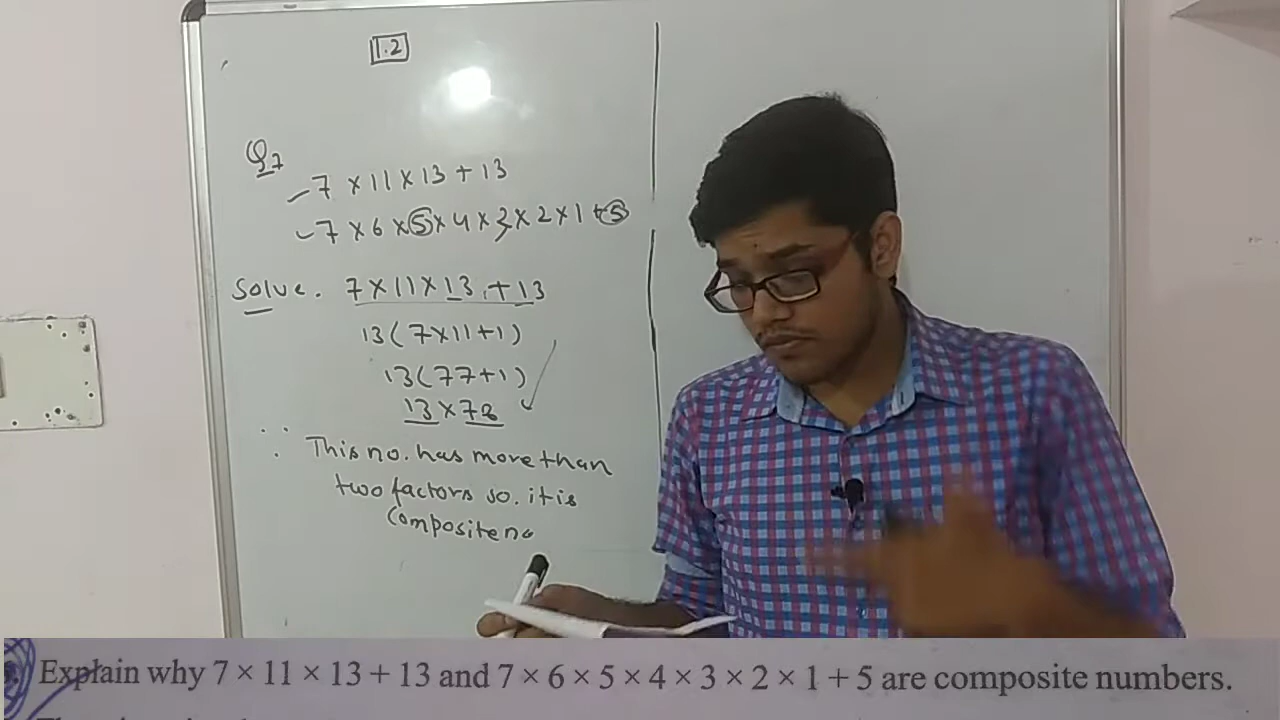 1.2
Q7
7 × 11 × 13 + 13
7 × 6 × 5 × 4 × 3 × 2 × 1 + 5
Solve. 7 × 11 × 13 + 13
13(7×11+1)
13(77+1)
13 × 78
∴ This no. has more than
two factors so. it is
Composite no
Explain why 7 × 11 × 13 + 13 and 7 × 6 × 5 × 4 × 3 × 2 × 1 + 5 are composite numbers.